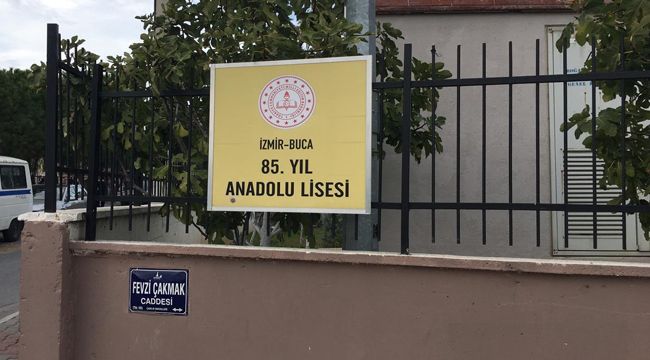 İZMİR-BUCA
85. YIL
ANADOLU LİSESİ
FEVZİ ÇAKMAK
CADDESİ